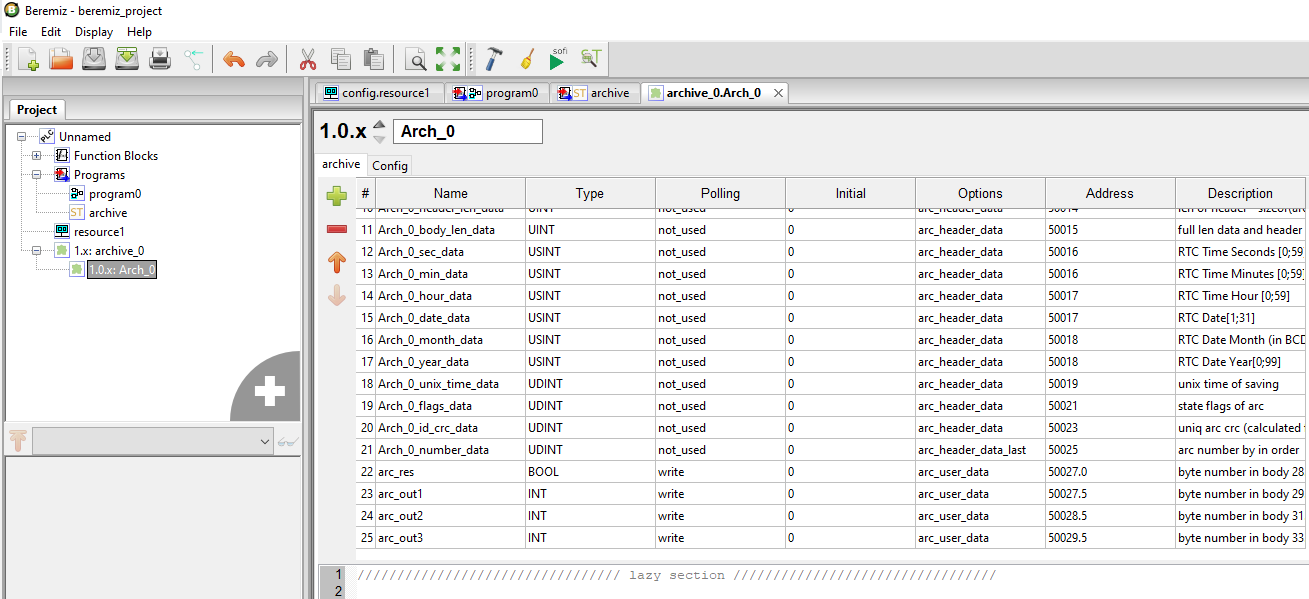 Beremiz - beremiz_project
File Edit Display Help
sofi
ST
Project
Unnamed
Function Blocks
Programs
program0
ST archive
resource1
1.x: archive_0
1.0.x: Arch_0
config.resource1 program0 ST archive archive_0.Arch_0
1.0.x Arch_0
archive Config
# Name Type Polling Initial Options Address Description
10 Arch_0_header_len_data UINT not_used 0 arc_header_data 50014
11 Arch_0_body_len_data UINT not_used 0 arc_header_data 50015 full len data and header
12 Arch_0_sec_data USINT not_used 0 arc_header_data 50016 RTC Time Seconds [0;59
13 Arch_0_min_data USINT not_used 0 arc_header_data 50016 RTC Time Minutes [0;59]
14 Arch_0_hour_data USINT not_used 0 arc_header_data 50017 RTC Time Hour [0;59]
15 Arch_0_date_data USINT not_used 0 arc_header_data 50017 RTC Date[1;31]
16 Arch_0_month_data USINT not_used 0 arc_header_data 50018 RTC Date Month (in BCD
17 Arch_0_year_data USINT not_used 0 arc_header_data 50018 RTC Date Year[0;99]
18 Arch_0_unix_time_data UDINT not_used 0 arc_header_data 50019 unix time of saving
19 Arch_0_flags_data UDINT not_used 0 arc_header_data 50021 state flags of arc
20 Arch_0_id_crc_data UDINT not_used 0 arc_header_data 50023 uniq arc crc (calculated
21 Arch_0_number_data UDINT not_used 0 arc_header_data_last 50025 arc number by in order
22 arc_res BOOL write 0 arc_user_data 50027.0 byte number in body 28
23 arc_out1 INT write 0 arc_user_data 50027.5 byte number in body 29
24 arc_out2 INT write 0 arc_user_data 50028.5 byte number in body 31
25 arc_out3 INT write 0 arc_user_data 50029.5 byte number in body 33
1 ///////////////////////////////// lazy section /////////////////////////////////
2